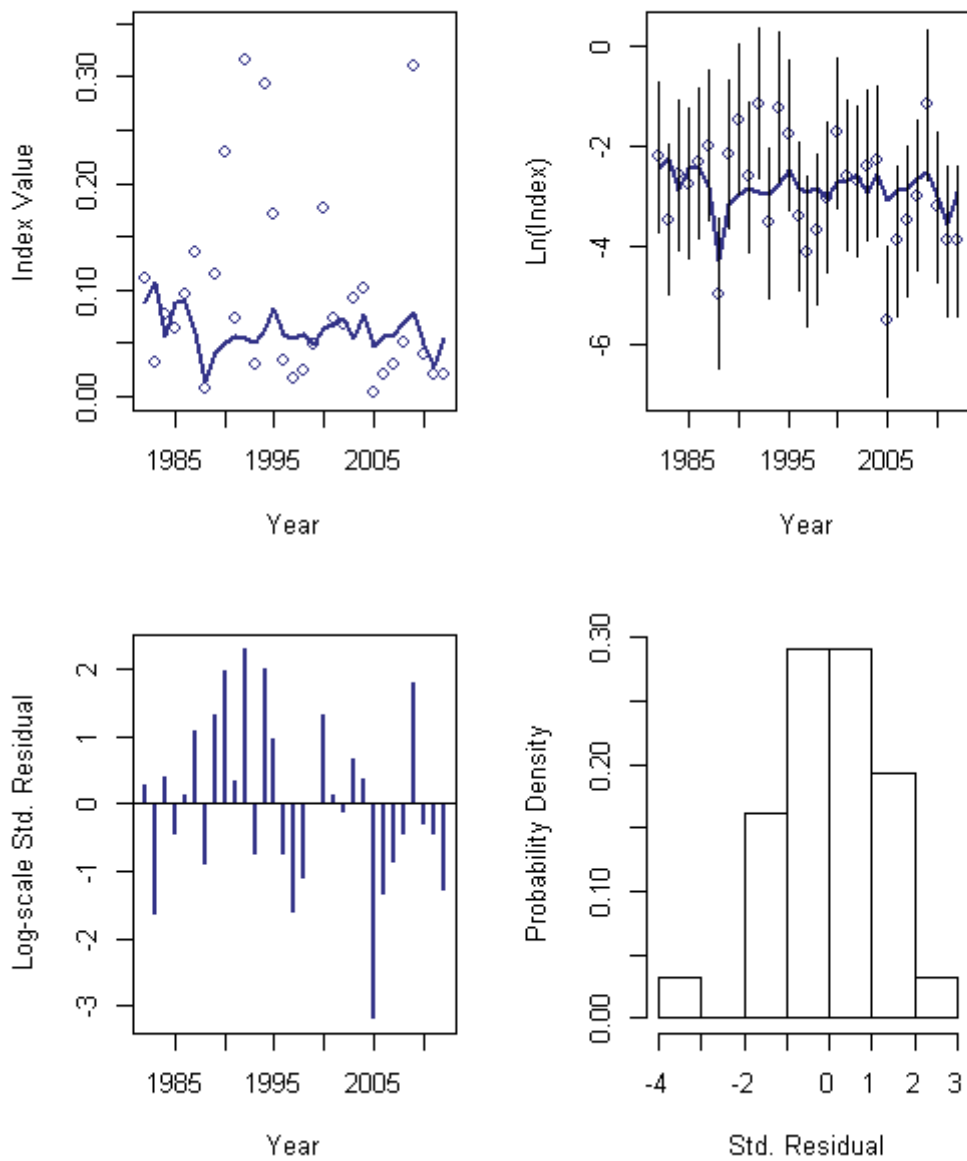 Index Value
0.30
0.20
0.10
0.00
1985 1995 2005
Year
Ln(Index)
0
-2
-4
-6
1985 1995 2005
Year
Log-scale Std. Residual
2
1
0
-1
-2
-3
1985 1995 2005
Year
Probability Density
0.30
0.20
0.10
0.00
-4 -2 0 1 2 3
Std. Residual